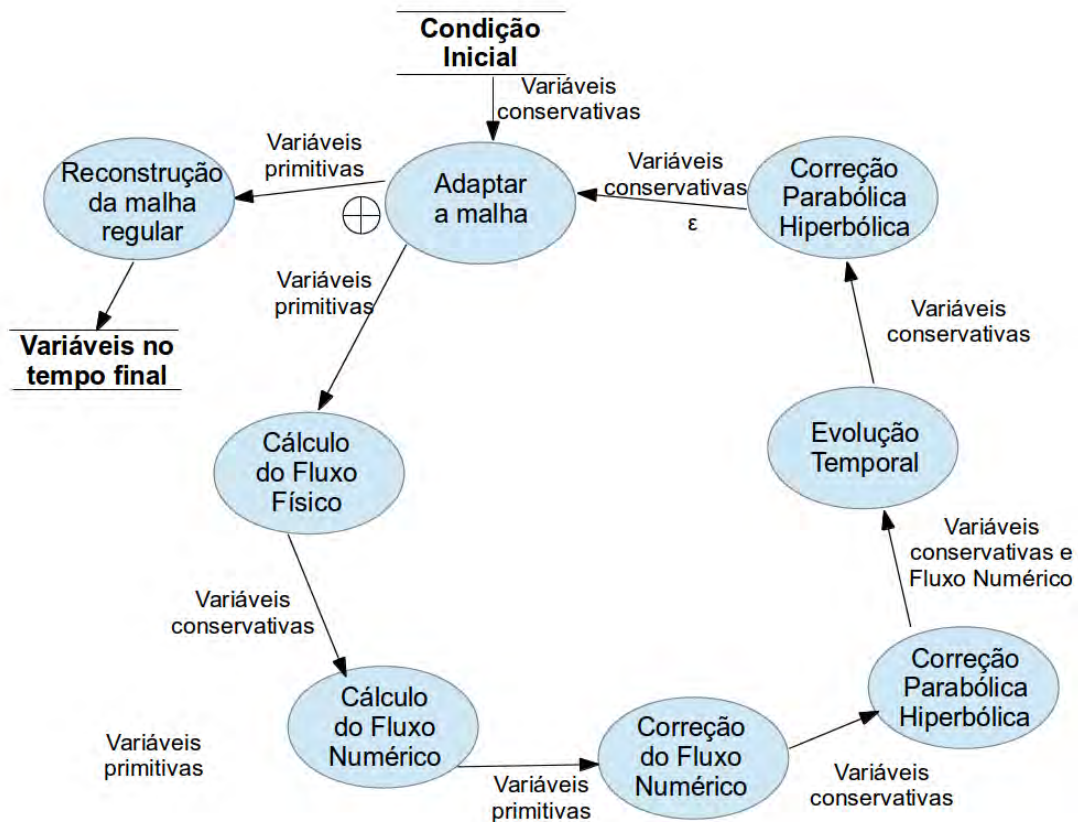 Condição
Inicial
Variáveis
conservativas
Variáveis
primitivas
Reconstrução
da malha
regular
Adaptar
a malha
Variáveis
conservativas
ε
Correção
Parabólica
Hiperbólica
Variáveis
primitivas
Variáveis
conservativas
Variáveis no
tempo final
Cálculo
do Fluxo
Físico
Evolução
Temporal
Variáveis
conservativas e
Fluxo Numérico
Variáveis
conservativas
Cálculo
do Fluxo
Numérico
Correção
Parabólica
Hiperbólica
Variáveis
primitivas
Correção
do Fluxo
Numérico
Variáveis
primitivas
Variáveis
conservativas